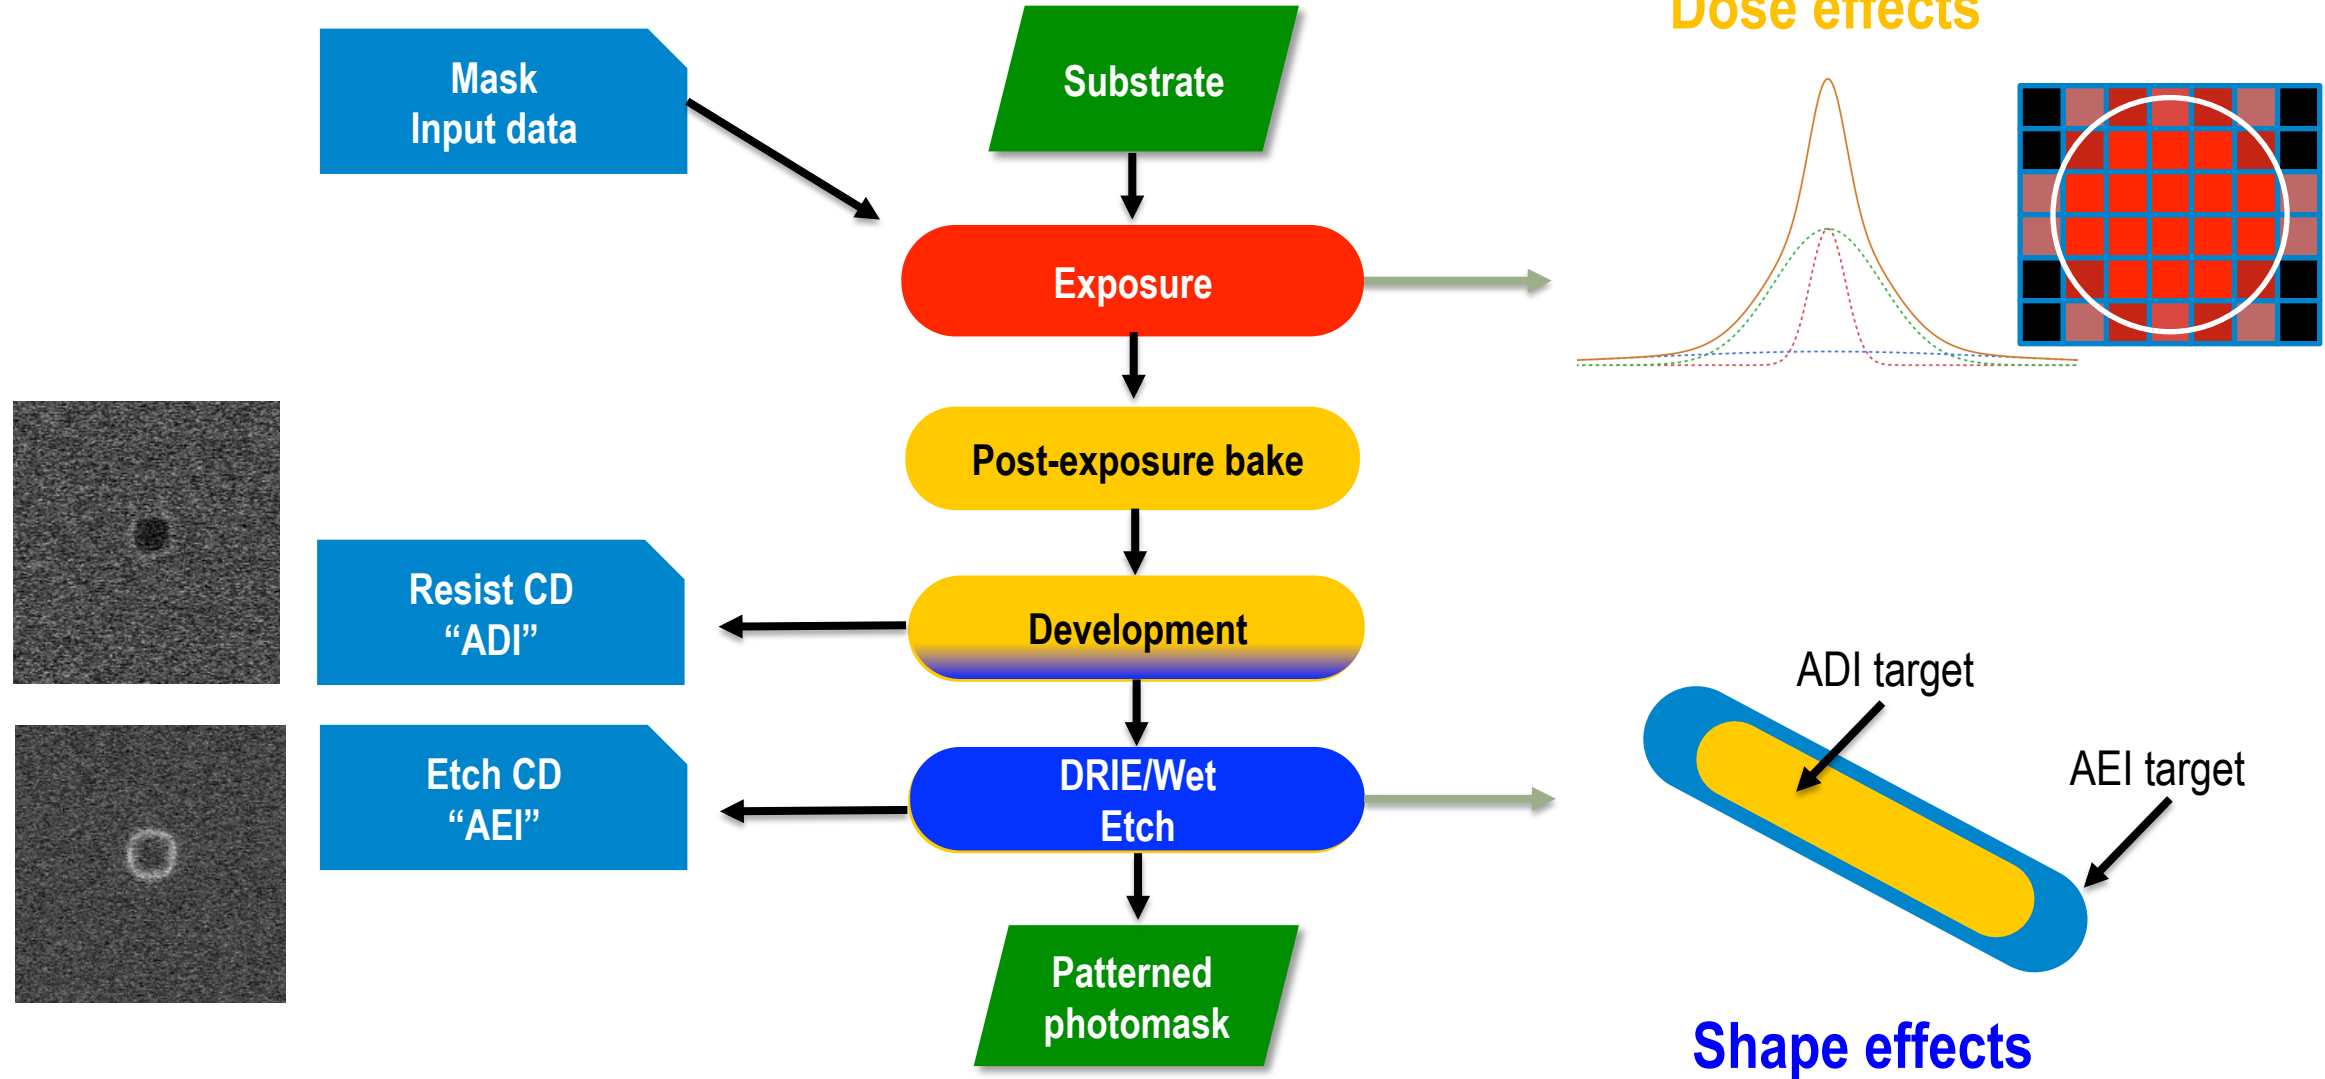 Dose effects
Mask
Input data
Substrate
Exposure
Post-exposure bake
Resist CD
“ADI”
Development
ADI target
AEI target
Etch CD
“AEI”
DRIE/Wet
Etch
Patterned
photomask
Shape effects